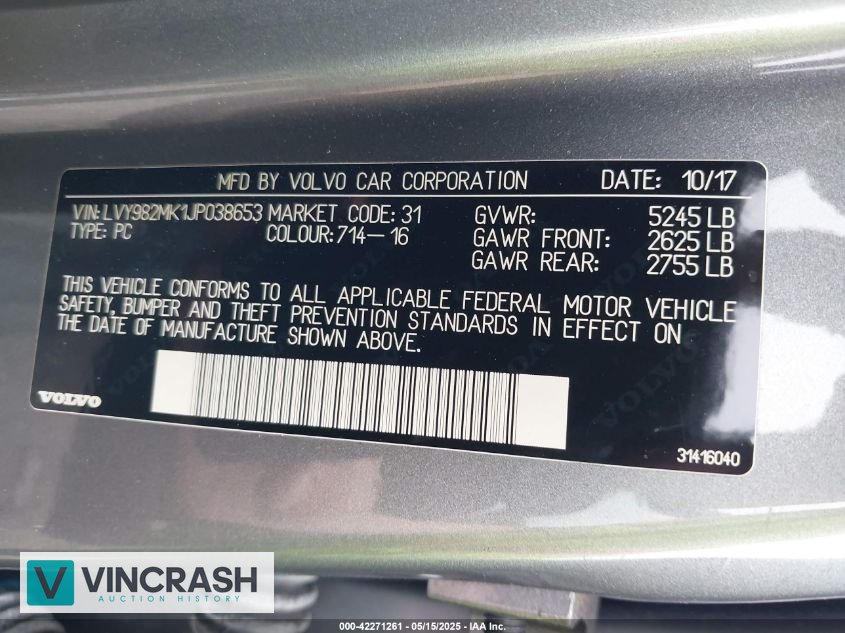 MFD BY VOLVO CAR CORPORATION DATE: 10/17
VIN: LVY982MK1JP038653 MARKET CODE: 31 GVWR: 5245 LB
TYPE: PC COLOUR: 714-16 GAWR FRONT: 2625 LB
GAWR REAR: 2755 LB
THIS VEHICLE CONFORMS TO ALL APPLICABLE FEDERAL MOTOR VEHICLE
SAFETY, BUMPER AND THEFT PREVENTION STANDARDS IN EFFECT ON
THE DATE OF MANUFACTURE SHOWN ABOVE.
VOLVO
31416040
VINCRASH
AUCTION HISTORY
000-42271261 - 05/15/2025 - IAA Inc.